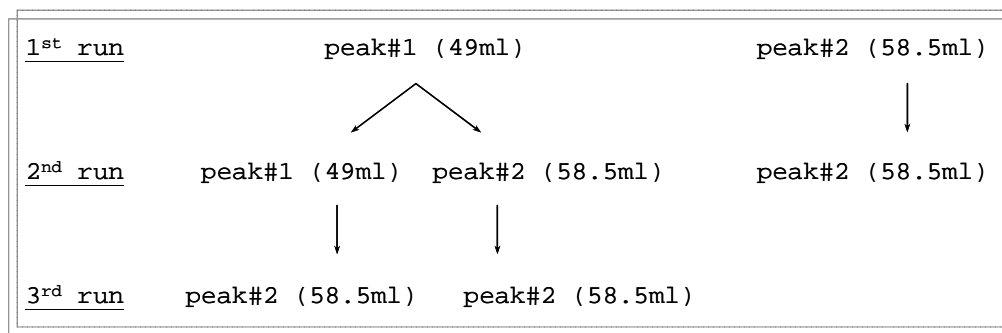 1st run peak#1 (49ml) peak#2 (58.5ml)
2nd run peak#1 (49ml) peak#2 (58.5ml) peak#2 (58.5ml)
3rd run peak#2 (58.5ml) peak#2 (58.5ml)